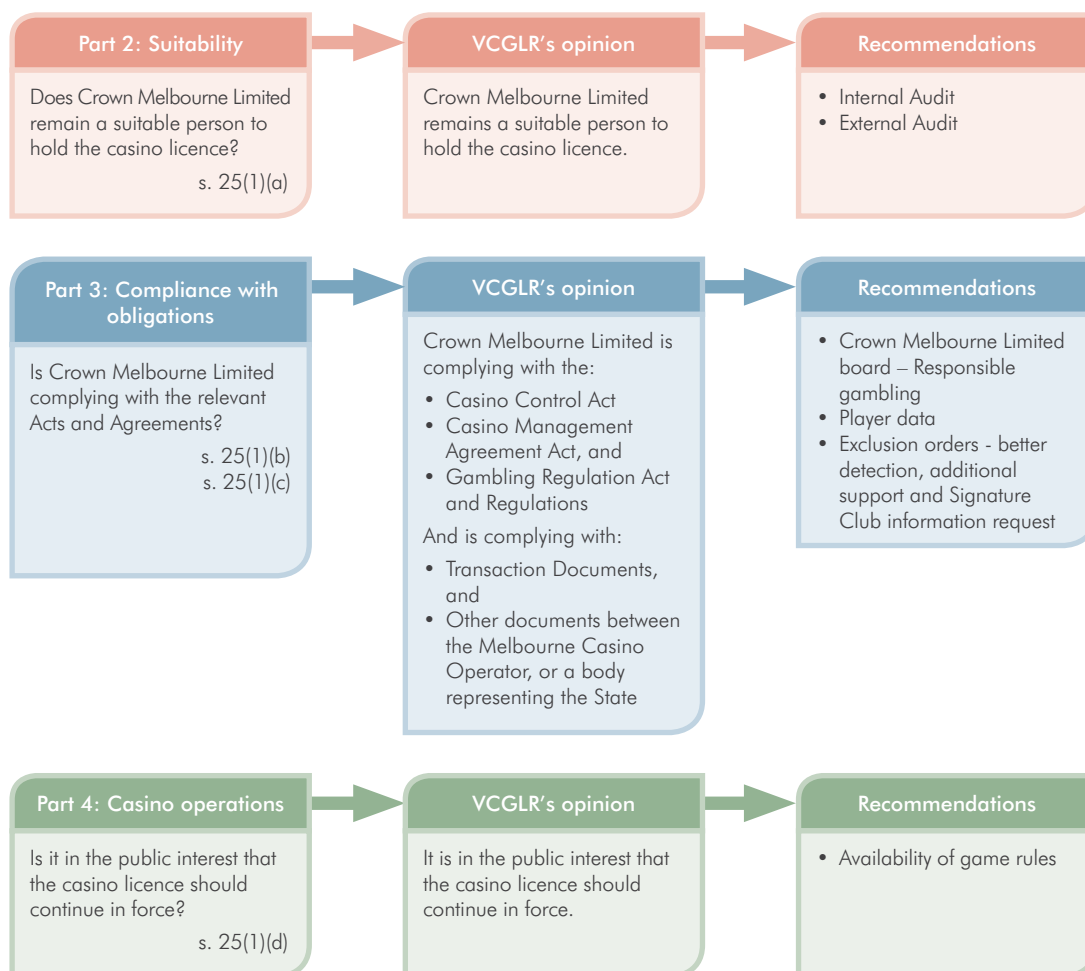 Part 2: Suitability
Does Crown Melbourne Limited
remain a suitable person to
hold the casino licence?
s. 25(1)(a)
VCGLR's opinion
Crown Melbourne Limited
remains a suitable person to
hold the casino licence.
Recommendations
• Internal Audit
• External Audit
Part 3: Compliance with
obligations
Is Crown Melbourne Limited
complying with the relevant
Acts and Agreements?
s. 25(1)(b)
s. 25(1)(c)
VCGLR's opinion
Crown Melbourne Limited is
complying with the:
• Casino Control Act
• Casino Management
Agreement Act, and
• Gambling Regulation Act
and Regulations
And is complying with:
• Transaction Documents,
and
• Other documents between
the Melbourne Casino
Operator, or a body
representing the State
Recommendations
• Crown Melbourne Limited
board – Responsible
gambling
• Player data
• Exclusion orders - better
detection, additional
support and Signature
Club information request
Part 4: Casino operations
Is it in the public interest that
the casino licence should
continue in force?
s. 25(1)(d)
VCGLR's opinion
It is in the public interest that
the casino licence should
continue in force.
Recommendations
• Availability of game rules